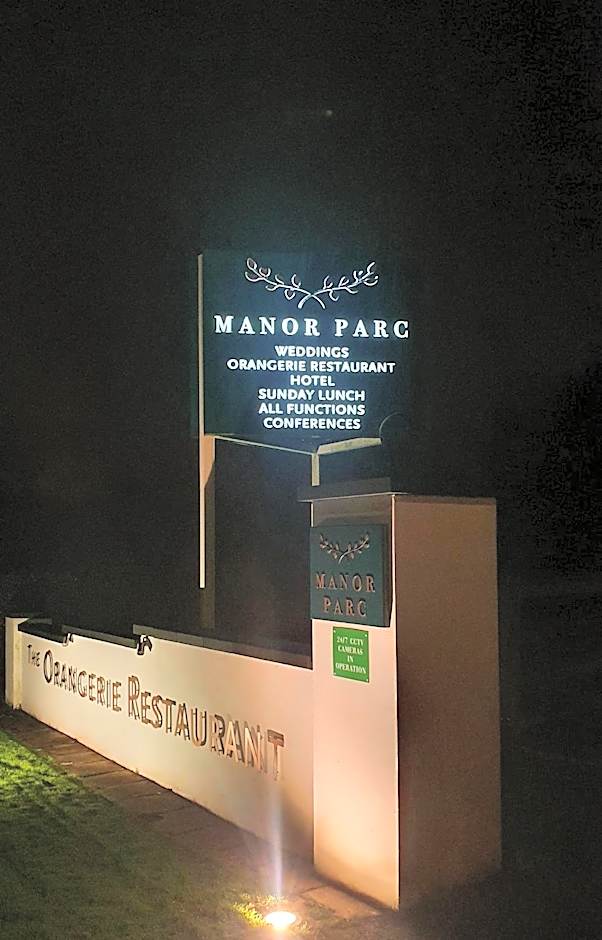 MANOR PARC
WEDDINGS
ORANGERIE RESTAURANT
HOTEL
SUNDAY LUNCH
ALL FUNCTIONS
CONFERENCES
MANOR
PARC
24/7 CCTV
CAMERAS
IN
OPERATION
THE ORANGERIE RESTAURANT